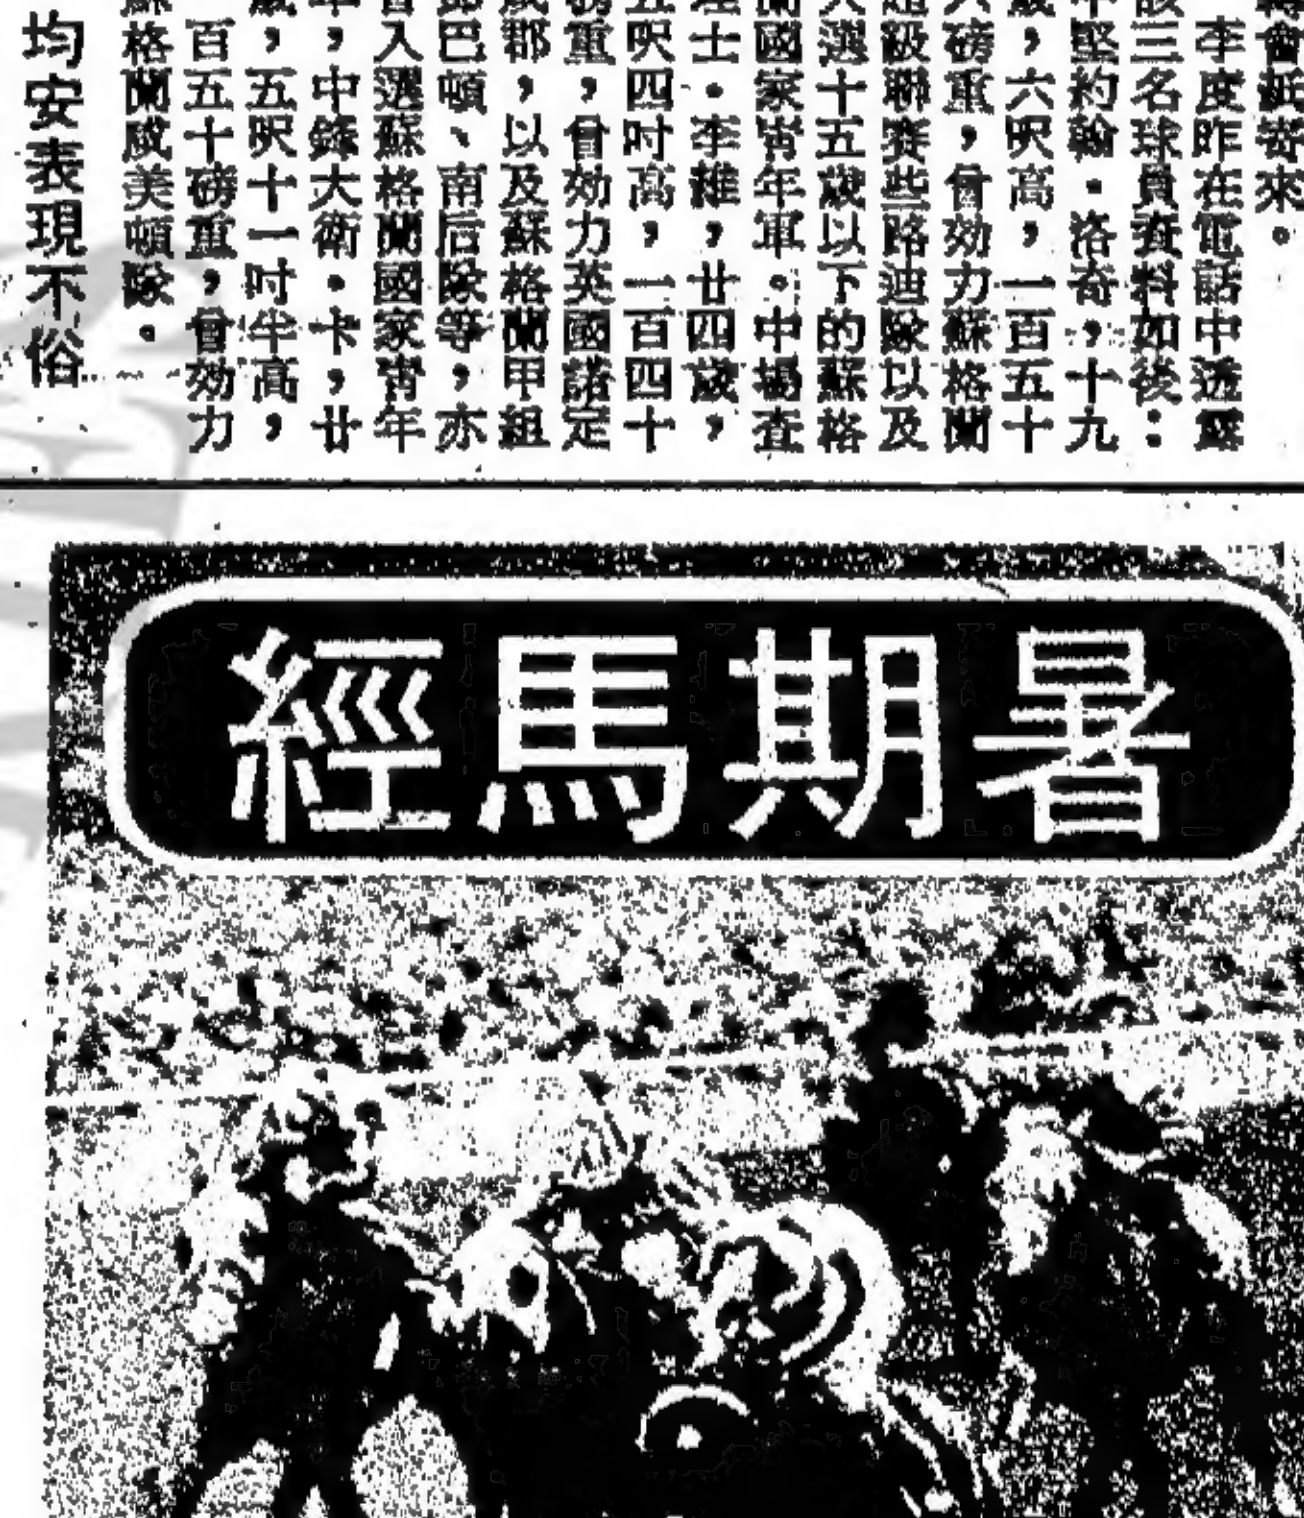 會紙寄來。
李度昨在電話中透露
該三名球員資料如後：
中堅約翰．洛奇，十九
歲，六呎高，一百五十
磅重，曾効力蘇格蘭
超級聯賽些路迪隊以及
入選十五歲以下的蘇格
蘭國家青年軍。中場查
理士．李維，廿四歲，
五呎四吋高，一百四十
磅重，曾効力英國諾定
咸郡，以及蘇格蘭甲組
鄧巴頓、南后隊等，亦
曾入選蘇格蘭國家青年
，中鋒大衛．卡，廿
歲，五呎十一吋半高，
百五十磅重，曾効力
蘇格蘭咸美頓隊．
均安表現不俗
暑期馬經